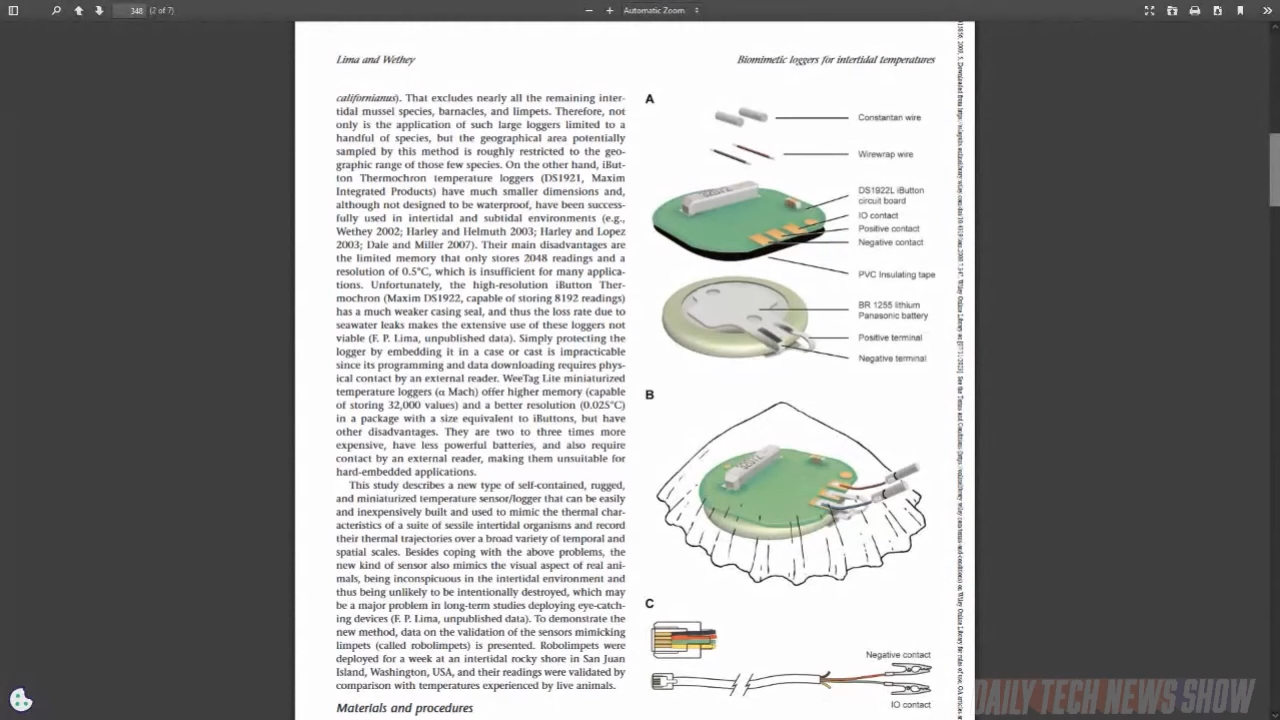 348
(2 of 7)
Automatic Zoom
Lima and Wethey
Biomimetic loggers for intertidal temperatures
californianus). That excludes nearly all the remaining inter-
tidal mussel species, barnacles, and limpets. Therefore, not
only is the application of such large loggers limited to a
handful of species, but the geographical area potentially
sampled by this method is roughly restricted to the geo-
graphic range of those few species. On the other hand, iBut-
ton Thermochron temperature loggers (DS1921, Maxim
Integrated Products) have much smaller dimensions and,
although not designed to be waterproof, have been success-
fully used in intertidal and subtidal environments (e.g.,
Wethey 2002; Harley and Helmuth 2003; Harley and Lopez
2003; Dale and Miller 2007). Their main disadvantages are
the limited memory that only stores 2048 readings and a
resolution of 0.5°C, which is insufficient for many applica-
tions. Unfortunately, the high-resolution iButton Ther-
mochron (Maxim DS1922, capable of storing 8192 readings)
has a much weaker casing seal, and thus the loss rate due to
seawater leaks makes the extensive use of these loggers not
viable (F. P. Lima, unpublished data). Simply protecting the
logger by embedding it in a case or cast is impracticable
since its programming and data downloading requires phys-
ical contact by an external reader. WeeTag Lite miniaturized
temperature loggers (α Mach) offer higher memory (capable
of storing 32,000 values) and a better resolution (0.025°C)
in a package with a size equivalent to iButtons, but have
other disadvantages. They are two to three times more
expensive, have less powerful batteries, and also require
contact by an external reader, making them unsuitable for
hard-embedded applications.
This study describes a new type of self-contained, rugged,
and miniaturized temperature sensor/logger that can be easily
and inexpensively built and used to mimic the thermal char-
acteristics of a suite of sessile intertidal organisms and record
their thermal trajectories over a broad variety of temporal and
spatial scales. Besides coping with the above problems, the
new kind of sensor also mimics the visual aspect of real ani-
mals, being inconspicuous in the intertidal environment and
thus being unlikely to be intentionally destroyed, which may
be a major problem in long-term studies deploying eye-catch-
ing devices (F. P. Lima, unpublished data). To demonstrate the
new method, data on the validation of the sensors mimicking
limpets (called robolimpets) is presented. Robolimpets were
deployed for a week at an intertidal rocky shore in San Juan
Island, Washington, USA, and their readings were validated by
comparison with temperatures experienced by live animals.
Materials and procedures
A
Constantan wire
Wirewrap wire
DS1922L iButton
circuit board
IO contact
Positive contact
Negative contact
PVC Insulating tape
BR 1255 lithium
Panasonic battery
Positive terminal
Negative terminal
B
C
Negative contact
IO contact
DAILY TECH NEWS SHOW